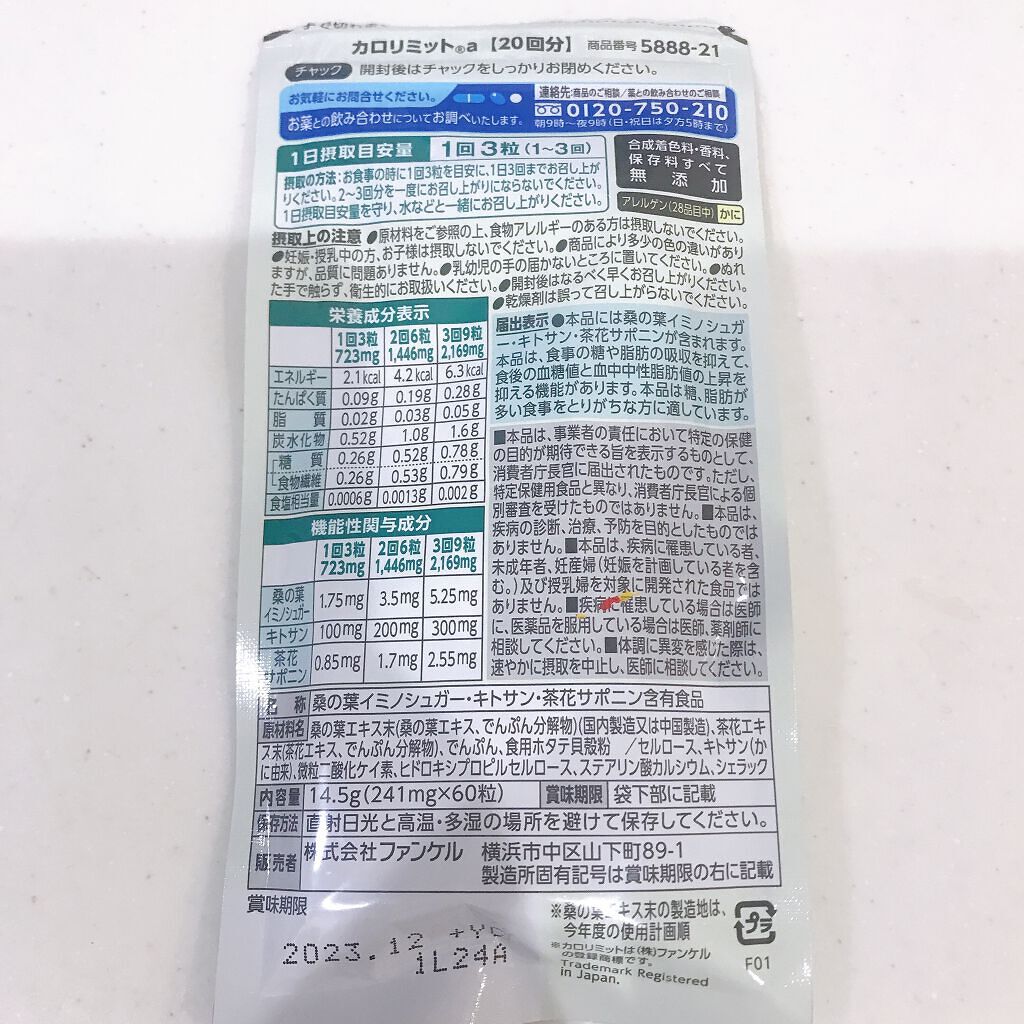 カロリミット®a【20回分】 商品番号5888-21
チャック 開封後はチャックをしっかりお閉めください。
お気軽にお問合せください。
お薬との飲み合わせについてお調べいたします。
連絡先:商品のご相談/薬との飲み合わせのご相談
0120-750-210
朝9時〜夜9時(日・祝日は夕方5時まで)
1日摂取目安量 1回3粒(1〜3回)
摂取の方法:お食事の時に1回3粒を目安に、1日3回までお召し上が
りください。2〜3回分を一度にお召し上がりにならないでください。
1日摂取目安量を守り、水などと一緒にお召し上がりください。
合成着色料・香料、
保存料すべて
無添加
アレルゲン(28品目中) かに
摂取上の注意 ●原材料をご参照の上、食物アレルギーのある方は摂取しないでください。
●妊娠・授乳中の方、お子様は摂取しないでください。●商品により多少の色の違いがあり
ますが、品質に問題ありません。●乳幼児の手の届かないところに置いてください。●ぬれ
た手で触らず、衛生的にお取扱いください。●開封後はなるべく早くお召し上がりください。
●乾燥剤は誤って召し上がらないでください。
栄養成分表示
1回3粒 2回6粒 3回9粒
723mg 1,446mg 2,169mg
エネルギー 2.1kcal 4.2kcal 6.3kcal
たんぱく質 0.09g 0.19g 0.28g
脂質 0.02g 0.03g 0.05g
炭水化物 0.52g 1.0g 1.6g
糖質 0.26g 0.52g 0.78g
食物繊維 0.26g 0.53g 0.79g
食塩相当量 0.0006g 0.0013g 0.002g
機能性関与成分
1回3粒 2回6粒 3回9粒
723mg 1,446mg 2,169mg
桑の葉
イミノシュガー 1.75mg 3.5mg 5.25mg
キトサン 100mg 200mg 300mg
茶花
サポニン 0.85mg 1.7mg 2.55mg
届出表示 ●本品には桑の葉イミノシュガ
ー・キトサン・茶花サポニンが含まれます。
本品は、食事の糖や脂肪の吸収を抑えて、
食後の血糖値と血中中性脂肪値の上昇を
抑える機能があります。本品は糖、脂肪が
多い食事をとりがちな方に適しています。
■本品は、事業者の責任において特定の保健
の目的が期待できる旨を表示するものとして、
消費者庁長官に届出されたものです。ただし、
特定保健用食品と異なり、消費者庁長官による個
別審査を受けたものではありません。■本品は、
疾病の診断、治療、予防を目的としたものでは
ありません。■本品は、疾病に罹患している者、
未成年者、妊産婦(妊娠を計画している者を含
む。)及び授乳婦を対象に開発された食品では
ありません。■疾病に罹患している場合は医師
に、医薬品を服用している場合は医師、薬剤師に
相談してください。■体調に異変を感じた際は、
速やかに摂取を中止し、医師に相談してください。
名称 桑の葉イミノシュガー・キトサン・茶花サポニン含有食品
原材料名 桑の葉エキス末(桑の葉エキス、でんぷん分解物)(国内製造又は中国製造)、茶花エキ
ス末(茶花エキス、でんぷん分解物)、でんぷん、食用ホタテ貝殻粉 /セルロース、キトサン(か
に由来)、微粒二酸化ケイ素、ヒドロキシプロピルセルロース、ステアリン酸カルシウム、シェラック
内容量 14.5g(241mg×60粒) 賞味期限 袋下部に記載
保存方法 直射日光と高温・多湿の場所を避けて保存してください。
販売者 株式会社ファンケル 横浜市中区山下町89-1
製造所固有記号は賞味期限の右に記載
賞味期限
2023.12
1L24A
※桑の葉エキス末の製造地は、
今年度の使用計画順
※カロリミットは(株)ファンケル
の登録商標です。
Trademark Registered
in Japan.
プラ
F01